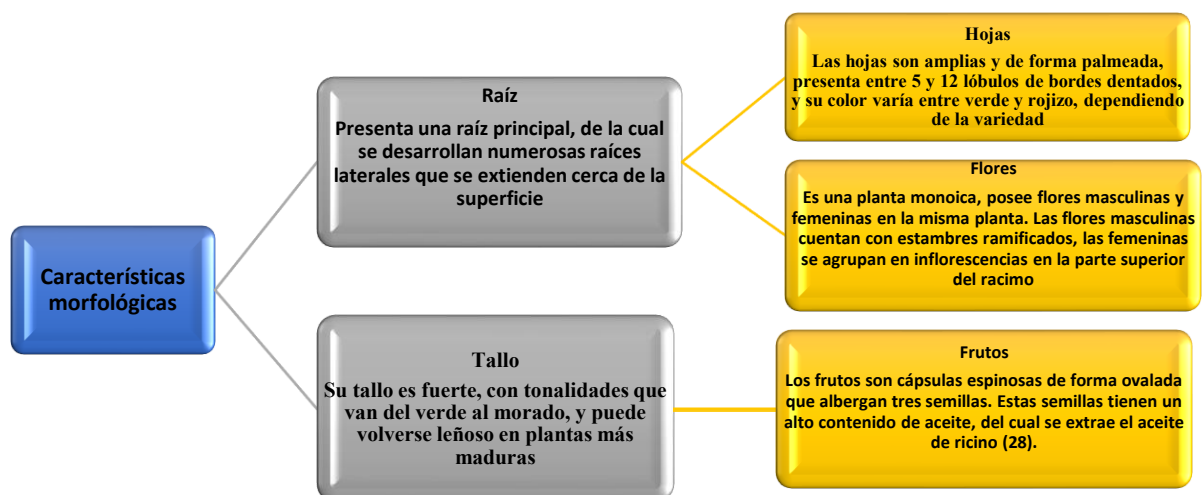 Características
morfológicas
Raíz
Presenta una raíz principal, de la cual
se desarrollan numerosas raíces
laterales que se extienden cerca de la
superficie
Hojas
Las hojas son amplias y de forma palmeada,
presenta entre 5 y 12 lóbulos de bordes dentados,
y su color varía entre verde y rojizo, dependiendo
de la variedad
Flores
Es una planta monoica, posee flores masculinas y
femeninas en la misma planta. Las flores masculinas
cuentan con estambres ramificados, las femeninas
se agrupan en inflorescencias en la parte superior
del racimo
Tallo
Su tallo es fuerte, con tonalidades que
van del verde al morado, y puede
volverse leñoso en plantas más
maduras
Frutos
Los frutos son cápsulas espinosas de forma ovalada
que albergan tres semillas. Estas semillas tienen un
alto contenido de aceite, del cual se extrae el aceite
de ricino (28).